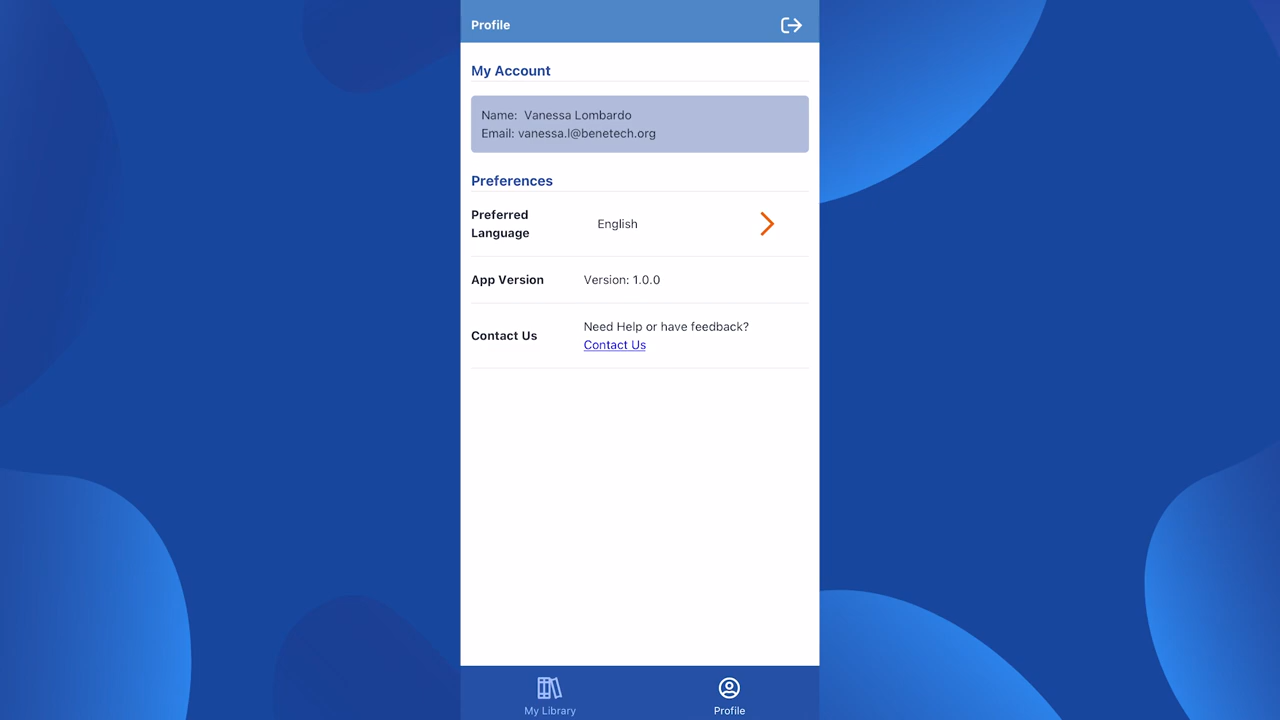 Profile
My Account
Name: Vanessa Lombardo
Email: vanessa.l@benetech.org
Preferences
Preferred
Language
English
App Version
Version: 1.0.0
Contact Us
Need Help or have feedback?
Contact Us
My Library
Profile